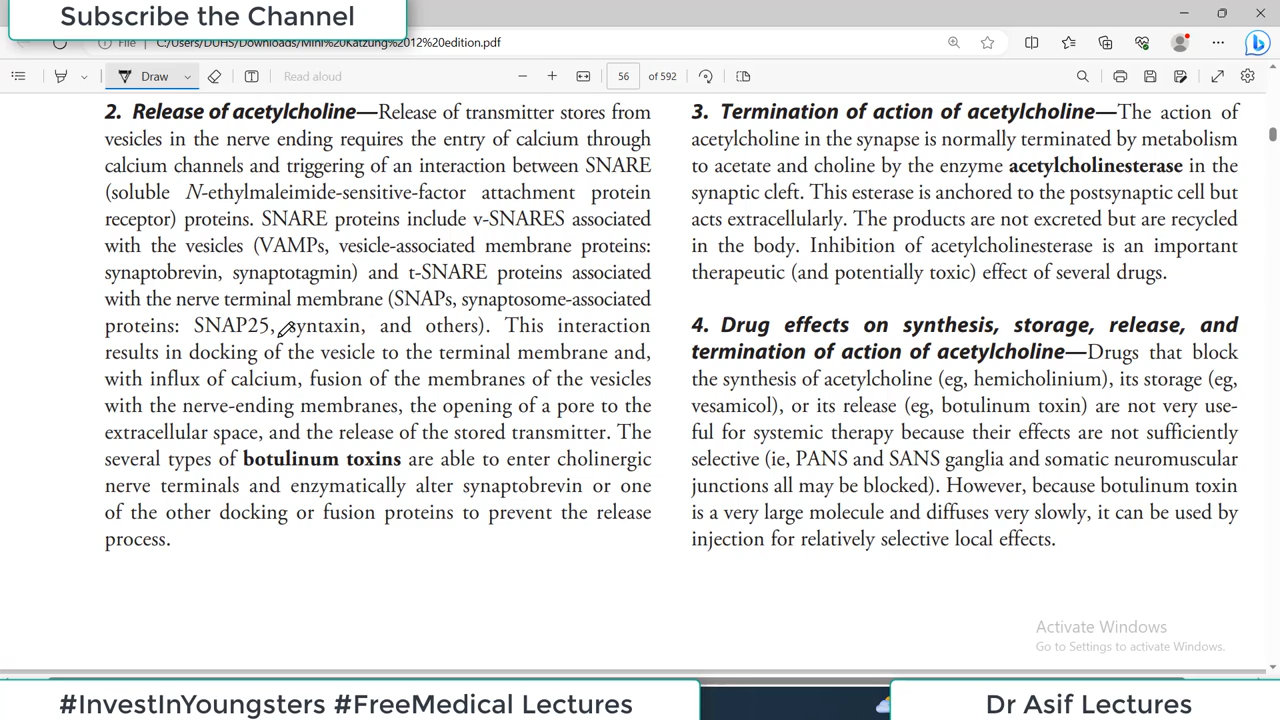 Subscribe the Channel
File
C:/Users/DUHS/Downloads/Mini%20Katzung%2012%20edition.pdf
Draw
Read aloud
56
of 592
2. Release of acetylcholine—Release of transmitter stores from
vesicles in the nerve ending requires the entry of calcium through
calcium channels and triggering of an interaction between SNARE
(soluble N-ethylmaleimide-sensitive-factor attachment protein
receptor) proteins. SNARE proteins include v-SNARES associated
with the vesicles (VAMPs, vesicle-associated membrane proteins:
synaptobrevin, synaptotagmin) and t-SNARE proteins associated
with the nerve terminal membrane (SNAPs, synaptosome-associated
proteins: SNAP25, syntaxin, and others). This interaction
results in docking of the vesicle to the terminal membrane and,
with influx of calcium, fusion of the membranes of the vesicles
with the nerve-ending membranes, the opening of a pore to the
extracellular space, and the release of the stored transmitter. The
several types of botulinum toxins are able to enter cholinergic
nerve terminals and enzymatically alter synaptobrevin or one
of the other docking or fusion proteins to prevent the release
process.
3. Termination of action of acetylcholine—The action of
acetylcholine in the synapse is normally terminated by metabolism
to acetate and choline by the enzyme acetylcholinesterase in the
synaptic cleft. This esterase is anchored to the postsynaptic cell but
acts extracellularly. The products are not excreted but are recycled
in the body. Inhibition of acetylcholinesterase is an important
therapeutic (and potentially toxic) effect of several drugs.
4. Drug effects on synthesis, storage, release, and
termination of action of acetylcholine—Drugs that block
the synthesis of acetylcholine (eg, hemicholinium), its storage (eg,
vesamicol), or its release (eg, botulinum toxin) are not very use-
ful for systemic therapy because their effects are not sufficiently
selective (ie, PANS and SANS ganglia and somatic neuromuscular
junctions all may be blocked). However, because botulinum toxin
is a very large molecule and diffuses very slowly, it can be used by
injection for relatively selective local effects.
Activate Windows
Go to Settings to activate Windows.
#InvestInYoungsters #FreeMedical Lectures
Dr Asif Lectures